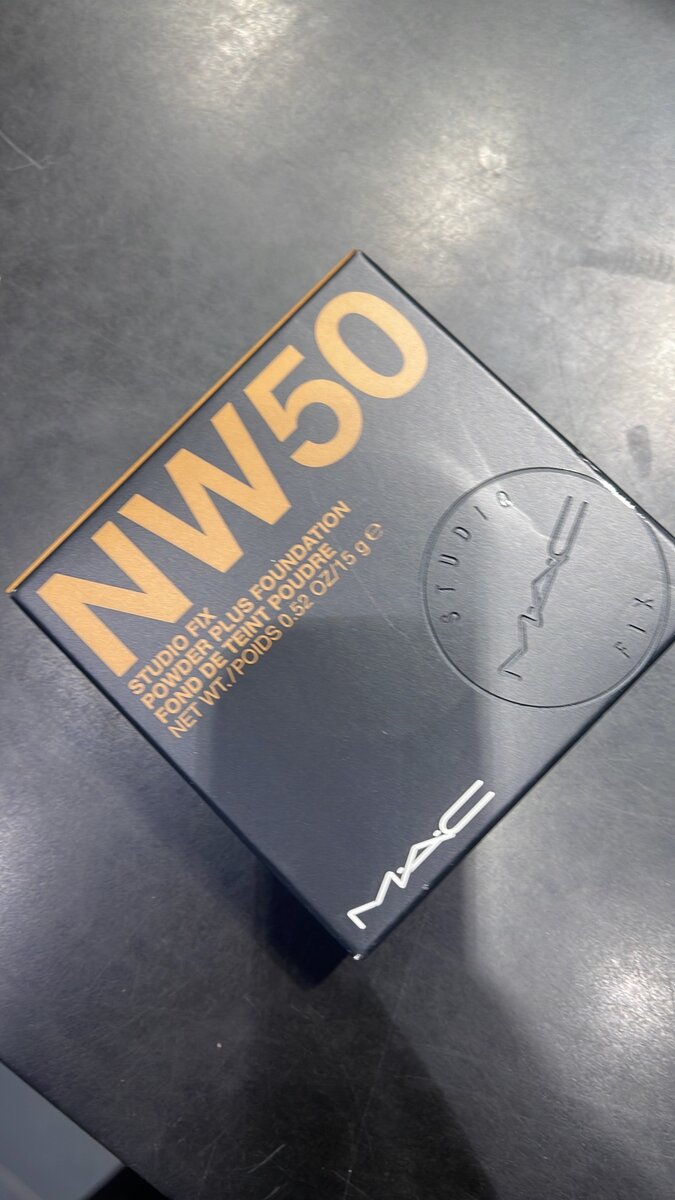 NW50
STUDIO FIX
POWDER PLUS FOUNDATION
FOND DE TEINT POUDRE
NET WT./POIDS 0.52 OZ/15 g ℮
STUDIO
M·A·C
FIX
M·A·C